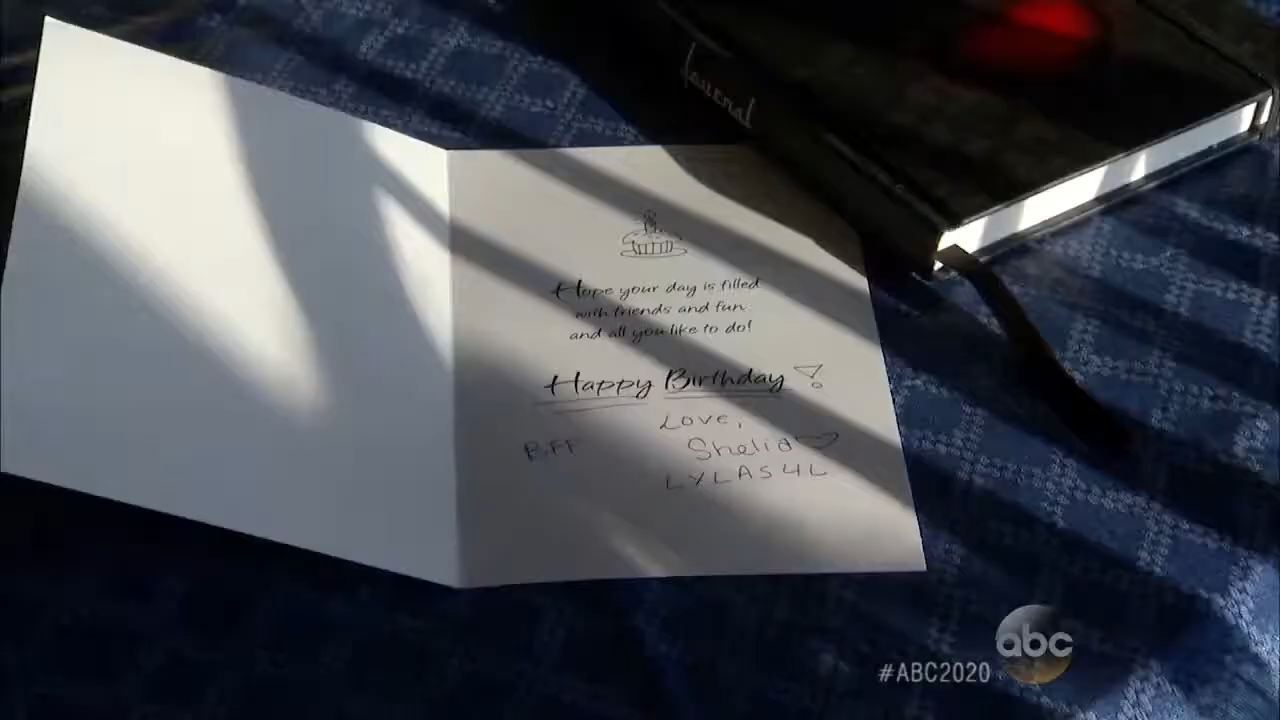 Journal
Hope your day is filled
with friends and fun
and all you like to do!
Happy Birthday!
Love,
BFF Shelia
LYLAS4L
abc
#ABC2020